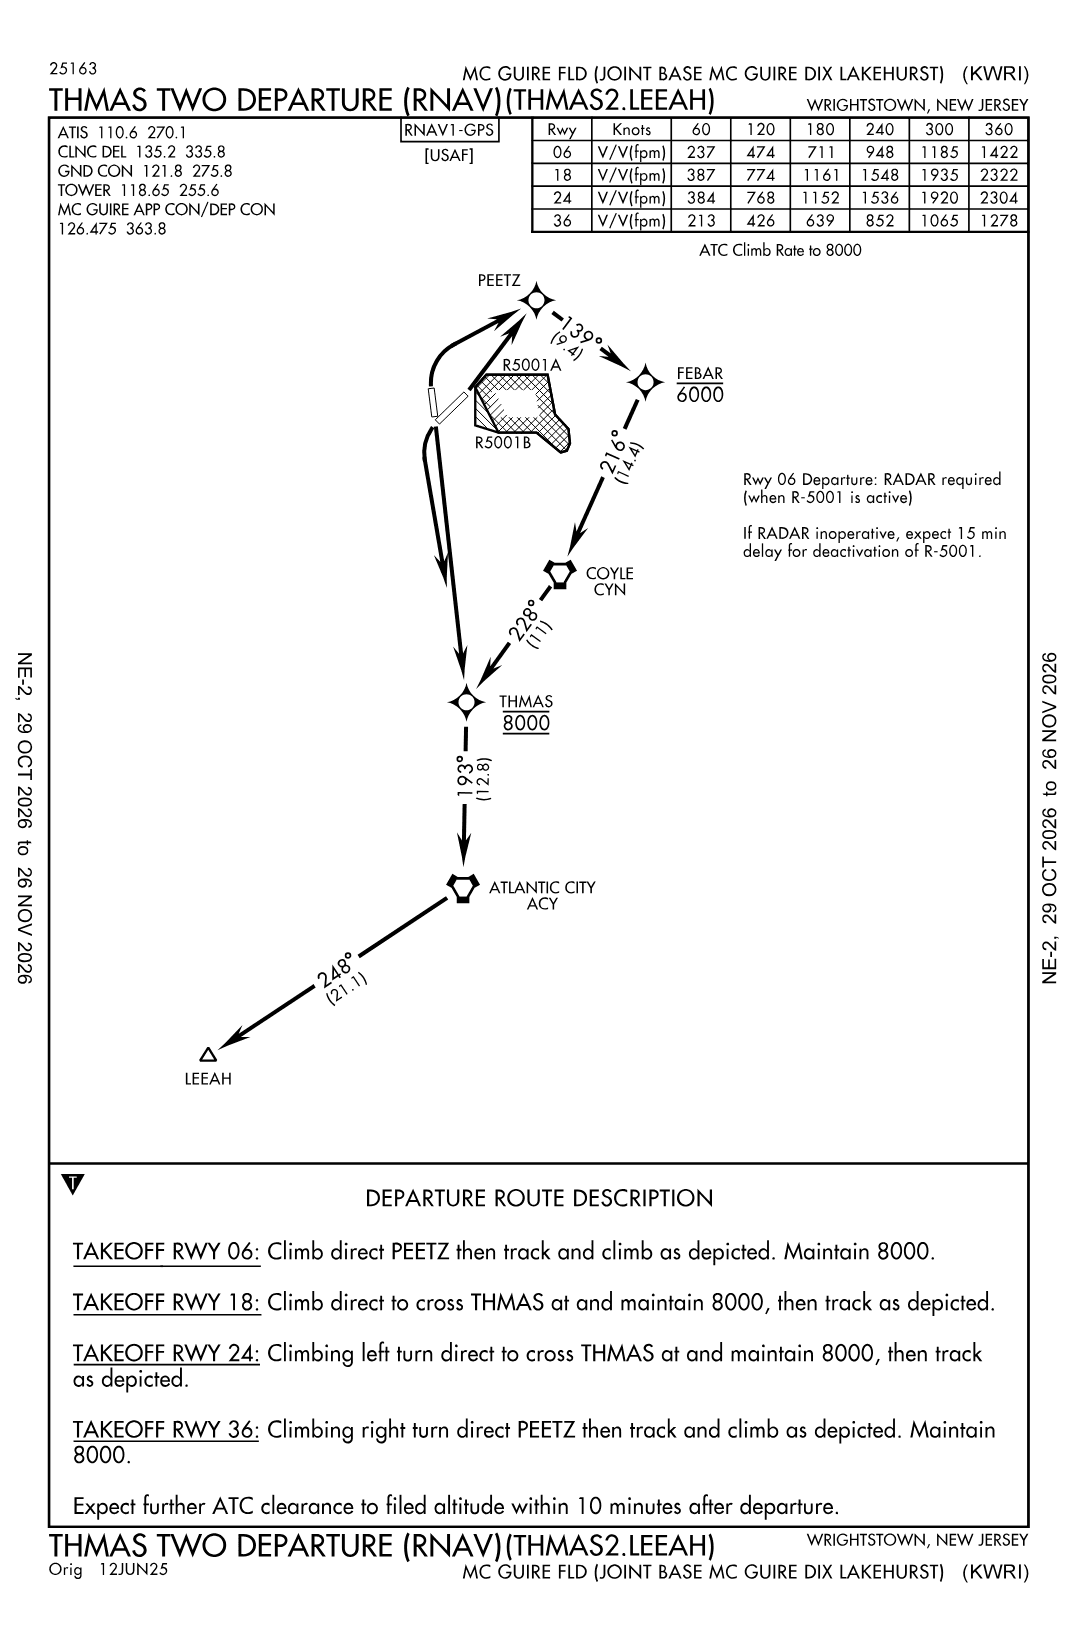 25163
MC GUIRE FLD (JOINT BASE MC GUIRE DIX LAKEHURST) (KWRI)
THMAS TWO DEPARTURE (RNAV) (THMAS2.LEEAH)
WRIGHTSTOWN, NEW JERSEY
ATIS 110.6 270.1
CLNC DEL 135.2 335.8
GND CON 121.8 275.8
TOWER 118.65 255.6
MC GUIRE APP CON/DEP CON
126.475 363.8
RNAV1-GPS
[USAF]
Rwy Knots 60 120 180 240 300 360
06 V/V(fpm) 237 474 711 948 1185 1422
18 V/V(fpm) 387 774 1161 1548 1935 2322
24 V/V(fpm) 384 768 1152 1536 1920 2304
36 V/V(fpm) 213 426 639 852 1065 1278
ATC Climb Rate to 8000
PEETZ
139°
(9.4)
R5001A
FEBAR
6000
R5001B
216°
(14.4)
Rwy 06 Departure: RADAR required
(when R-5001 is active)
If RADAR inoperative, expect 15 min
delay for deactivation of R-5001.
COYLE
CYN
228°
(11)
THMAS
8000
193°
(12.8)
ATLANTIC CITY
ACY
248°
(21.1)
LEEAH
NE-2, 29 OCT 2026 to 26 NOV 2026
NE-2, 29 OCT 2026 to 26 NOV 2026
T
DEPARTURE ROUTE DESCRIPTION
TAKEOFF RWY 06: Climb direct PEETZ then track and climb as depicted. Maintain 8000.
TAKEOFF RWY 18: Climb direct to cross THMAS at and maintain 8000, then track as depicted.
TAKEOFF RWY 24: Climbing left turn direct to cross THMAS at and maintain 8000, then track
as depicted.
TAKEOFF RWY 36: Climbing right turn direct PEETZ then track and climb as depicted. Maintain
8000.
Expect further ATC clearance to filed altitude within 10 minutes after departure.
THMAS TWO DEPARTURE (RNAV) (THMAS2.LEEAH)
WRIGHTSTOWN, NEW JERSEY
Orig 12JUN25
MC GUIRE FLD (JOINT BASE MC GUIRE DIX LAKEHURST) (KWRI)